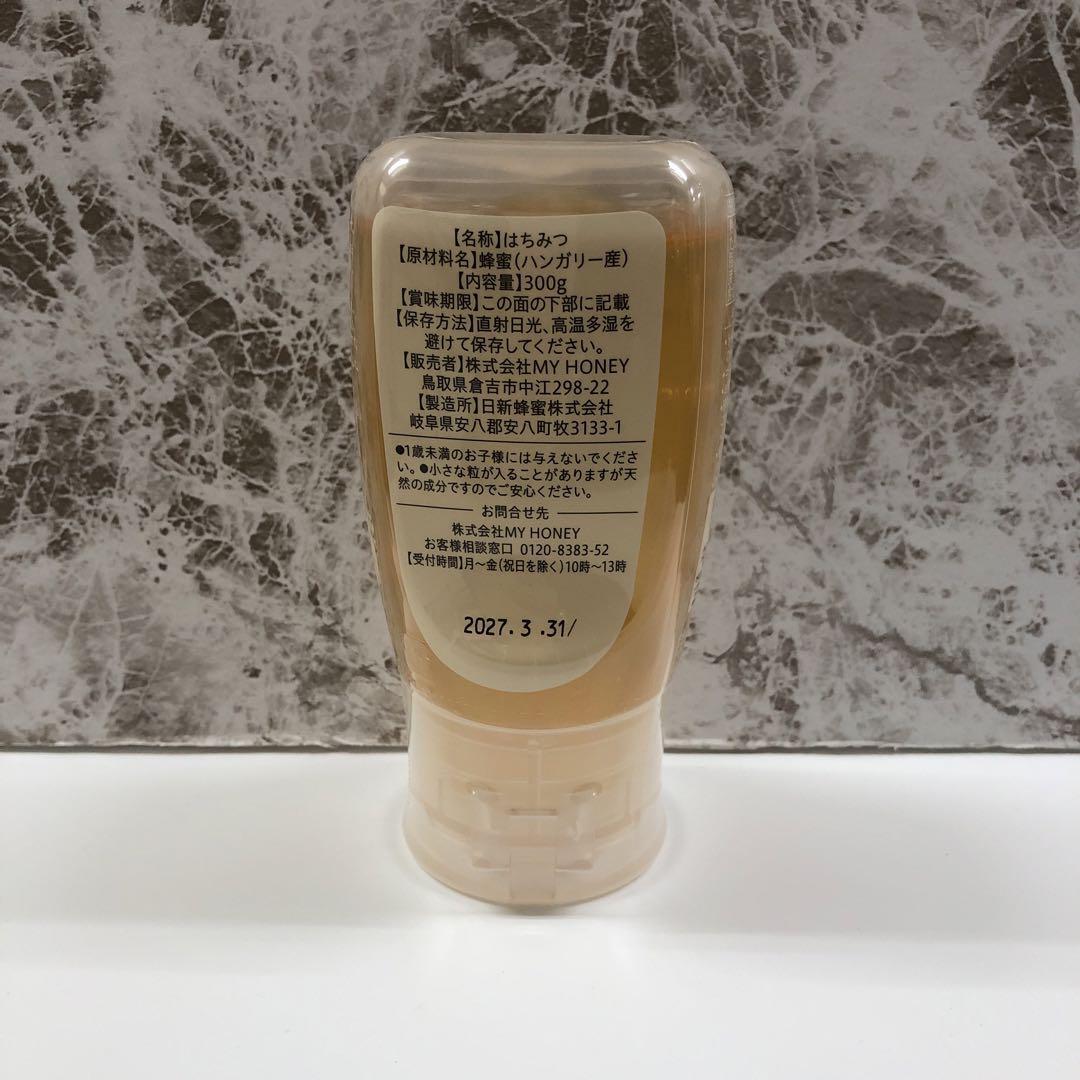 【名称】はちみつ
【原材料名】蜂蜜（ハンガリー産）
【内容量】300g
【賞味期限】この面の下部に記載
【保存方法】直射日光、高温多湿を
避けて保存してください。
【販売者】株式会社MY HONEY
鳥取県倉吉市中江298-22
【製造所】日新蜂蜜株式会社
岐阜県安八郡安八町牧3133-1
●1歳未満のお子様には与えないでくださ
い。●小さな粒が入ることがありますが天
然の成分ですのでご安心ください。
お問合せ先
株式会社MY HONEY
お客様相談窓口 0120-8383-52
【受付時間】月〜金（祝日を除く）10時〜13時
2027. 3 .31/